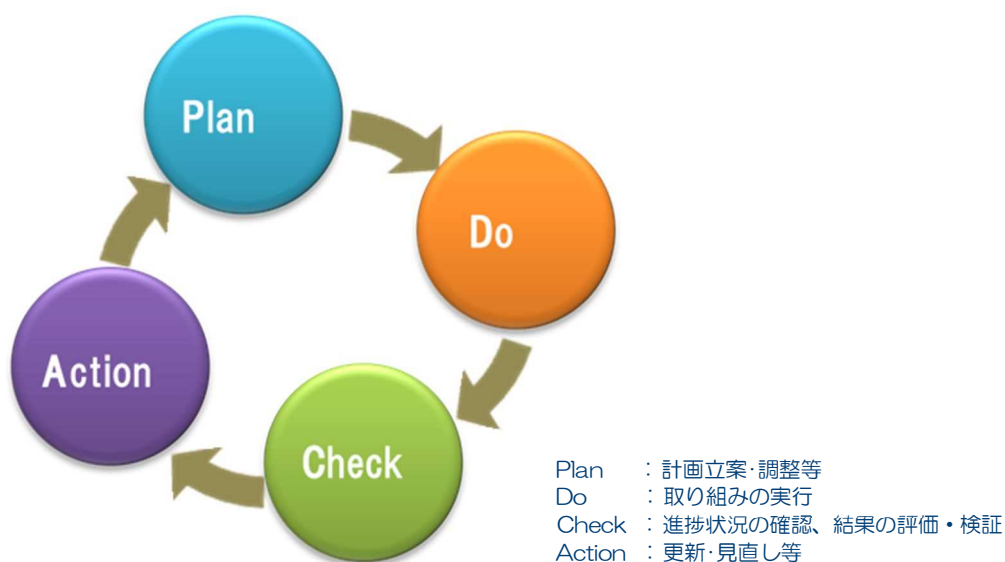 Plan
Do
Action
Check
Plan ：計画立案･調整等
Do ：取り組みの実行
Check ：進捗状況の確認、結果の評価・検証
Action ：更新･見直し等